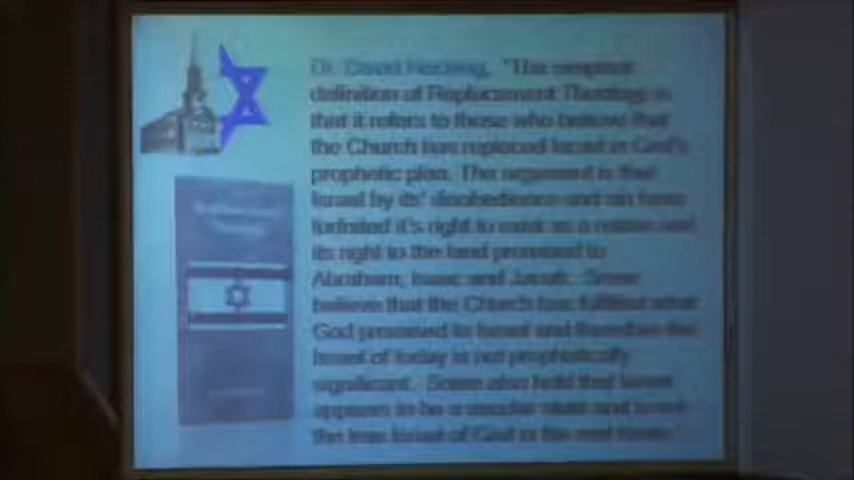 Dr. David Hocking, "The simplest
definition of Replacement Theology is
that it refers to those who believe that
the Church has replaced Israel in God's
prophetic plan. The argument is that
Israel by its' disobedience and sin have
forfeited it's right to exist as a nation and
its right to the land promised to
Abraham, Isaac and Jacob. Some
believe that the Church has fulfilled what
God promised to Israel and therefore the
Israel of today is not prophetically
significant. Some also hold that Israel
appears to be a secular state and is not
the true Israel of God in the end times."
Replacement
Theology